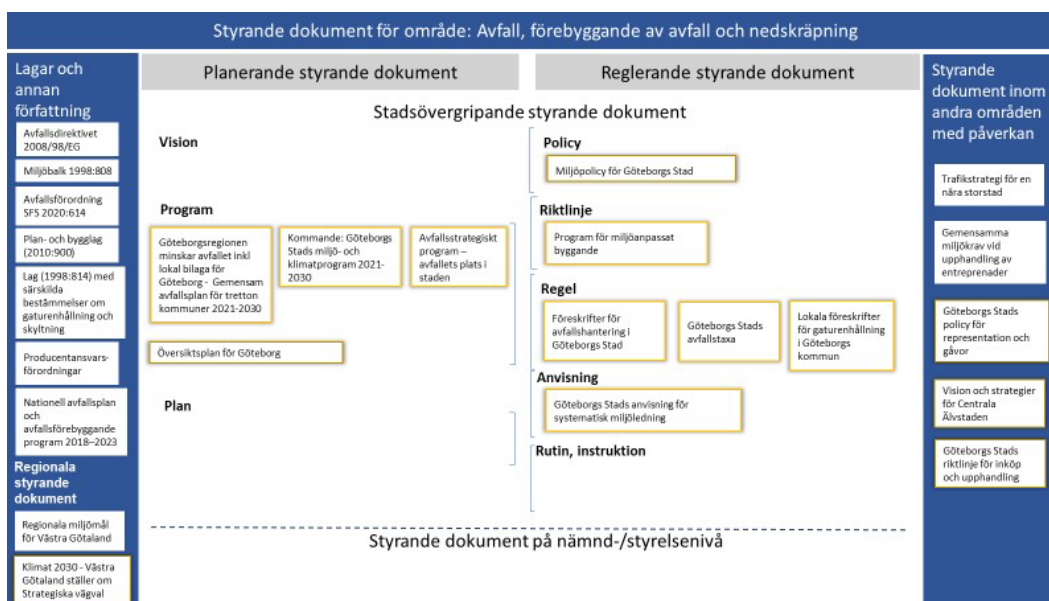 Styrande dokument för område: Avfall, förebyggande av avfall och nedskräpning
Lagar och
annan
författning
Avfallsdirektivet
2008/98/EG
Miljöbalk 1998:808
Avfallsförordning
SFS 2020:614
Plan- och bygglag
(2010:900)
Lag (1998:814) med
särskilda
bestämmelser om
gaturenhållning och
skyltning
Producentansvars-
förordningar
Nationell avfallsplan
och
avfallsförebyggande
program 2018–2023
Regionala
styrande
dokument
Regionala miljömål
för Västra Götaland
Klimat 2030 - Västra
Götaland ställer om
Strategiska vägval
Planerande styrande dokument
Reglerande styrande dokument
Stadsövergripande styrande dokument
Vision
Program
Göteborgsregionen
minskar avfallet inkl
lokal bilaga för
Göteborg - Gemensam
avfallsplan för tretton
kommuner 2021-2030
Kommande: Göteborgs
Stads miljö- och
klimatprogram 2021-
2030
Avfallsstrategiskt
program –
avfallets plats i
staden
Översiktsplan för Göteborg
Plan
Policy
Miljöpolicy för Göteborgs Stad
Riktlinje
Program för miljöanpassat
byggande
Regel
Föreskrifter för
avfallshantering i
Göteborgs Stad
Göteborgs Stads
avfallstaxa
Lokala föreskrifter
för gaturenhållning
i Göteborgs
kommun
Anvisning
Göteborgs Stads anvisning för
systematisk miljöledning
Rutin, instruktion
Styrande dokument på nämnd-/styrelsenivå
Styrande
dokument inom
andra områden
med påverkan
Trafikstrategi för en
nära storstad
Gemensamma
miljökrav vid
upphandling av
entreprenader
Göteborgs Stads
policy för
representation och
gåvor
Vision och strategier
för Centrala
Älvstaden
Göteborgs Stads
riktlinje för inköp
och upphandling